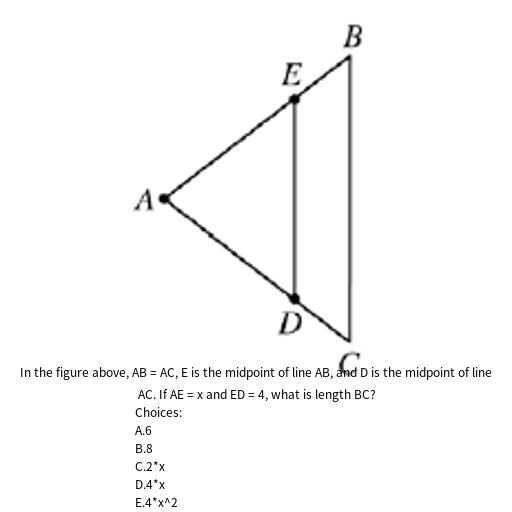 B
E
A
D
C
In the figure above, AB = AC, E is the midpoint of line AB, and D is the midpoint of line
AC. If AE = x and ED = 4, what is length BC?
Choices:
A.6
B.8
C.2*x
D.4*x
E.4*x^2